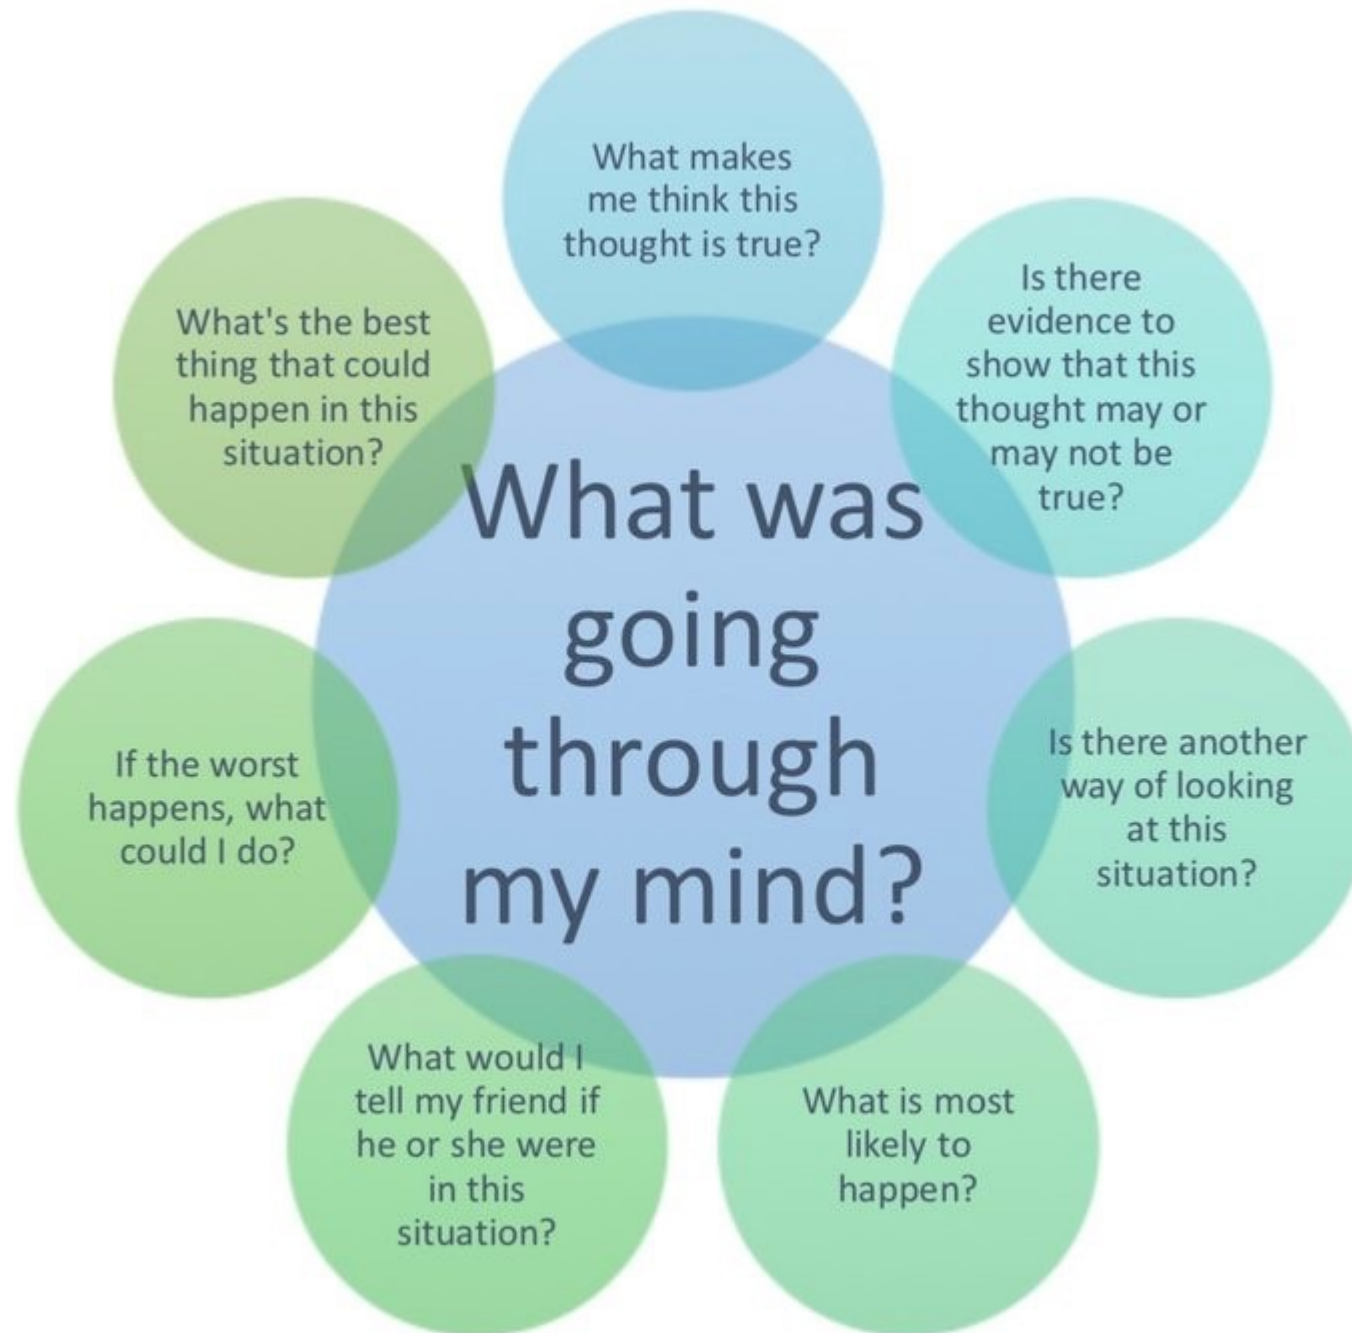 What makes
me think this
thought is true?
Is there
evidence to
show that this
thought may or
may not be
true?
Is there another
way of looking
at this
situation?
What is most
likely to
happen?
What would I
tell my friend if
he or she were
in this
situation?
If the worst
happens, what
could I do?
What's the best
thing that could
happen in this
situation?
What was
going
through
my mind?